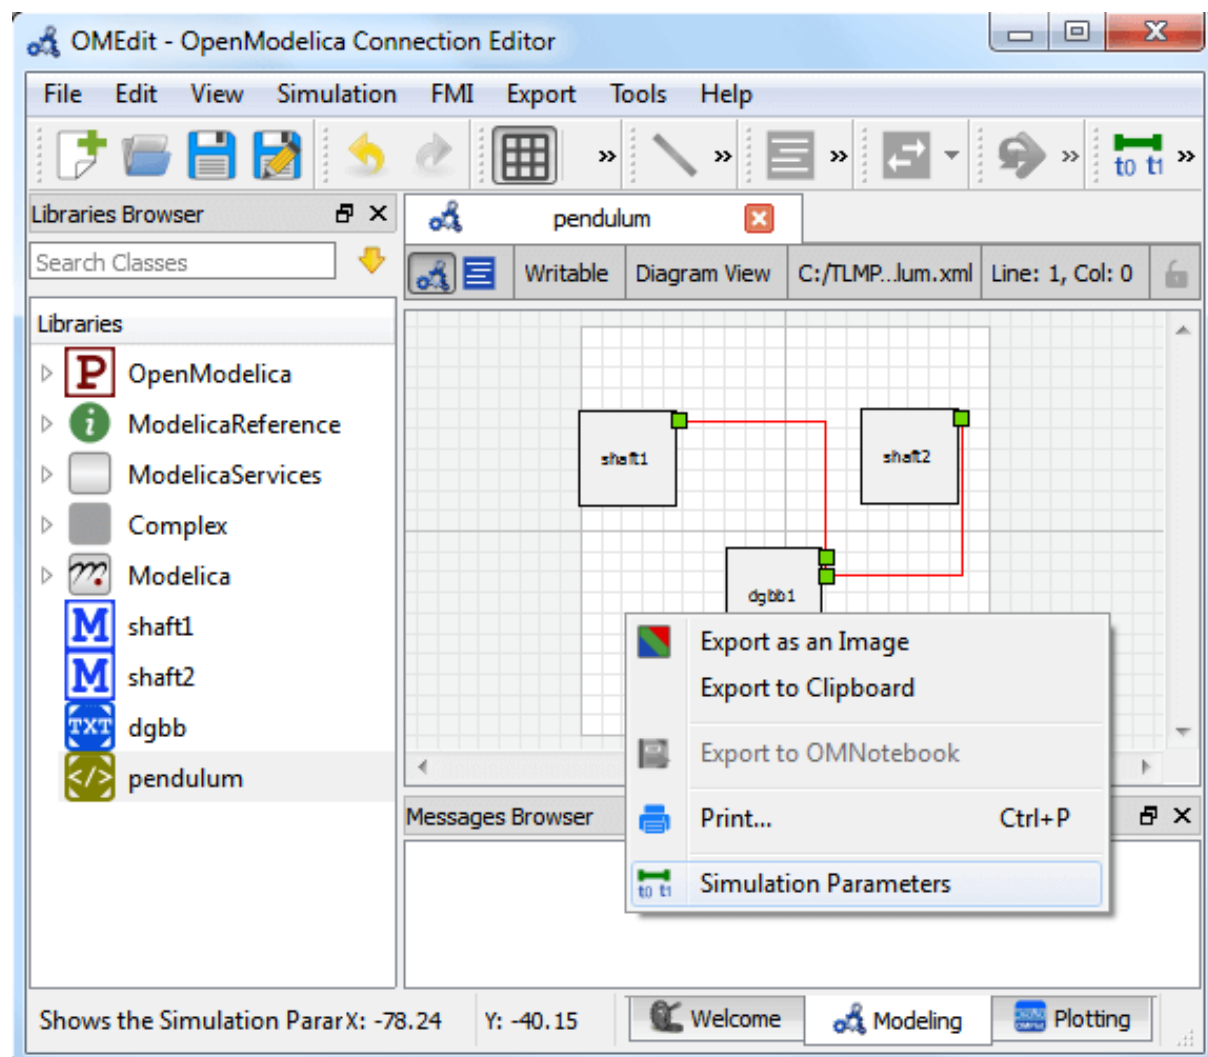 OMEdit - OpenModelica Connection Editor
File Edit View Simulation FMI Export Tools Help
t0 t1
Libraries Browser
pendulum
Search Classes
Writable Diagram View C:/TLMP...lum.xml Line: 1, Col: 0
Libraries
P OpenModelica
i ModelicaReference
ModelicaServices
Complex
Modelica
M shaft1
M shaft2
TXT dgbb
</> pendulum
shaft1
shaft2
dgbb1
Export as an Image
Export to Clipboard
Export to OMNotebook
Print... Ctrl+P
t0 t1 Simulation Parameters
Messages Browser
Shows the Simulation Parar X: -78.24 Y: -40.15 Welcome Modeling Plotting